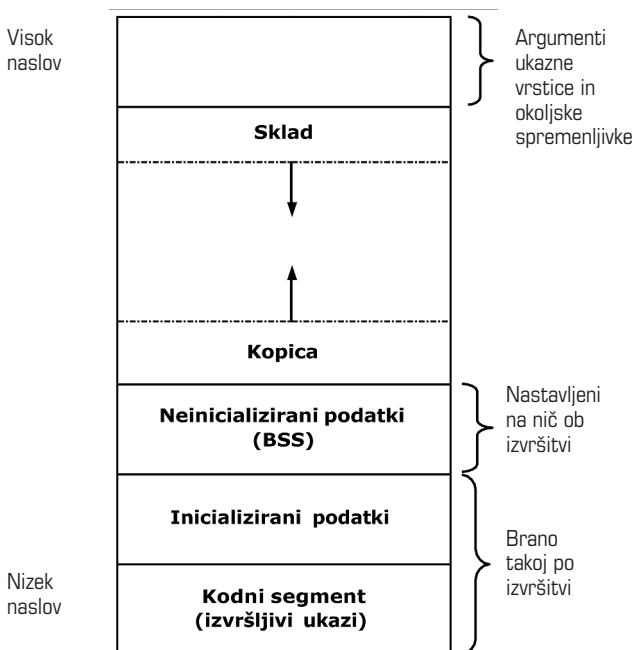 Visok
naslov
Argumenti
ukazne
vrstice in
okoljske
spremenljivke
Sklad
Kopica
Neinicializirani podatki
(BSS)
Nastavljeni
na nič ob
izvršitvi
Inicializirani podatki
Brano
takoj po
izvršitvi
Nizek
naslov
Kodni segment
(izvršljivi ukazi)